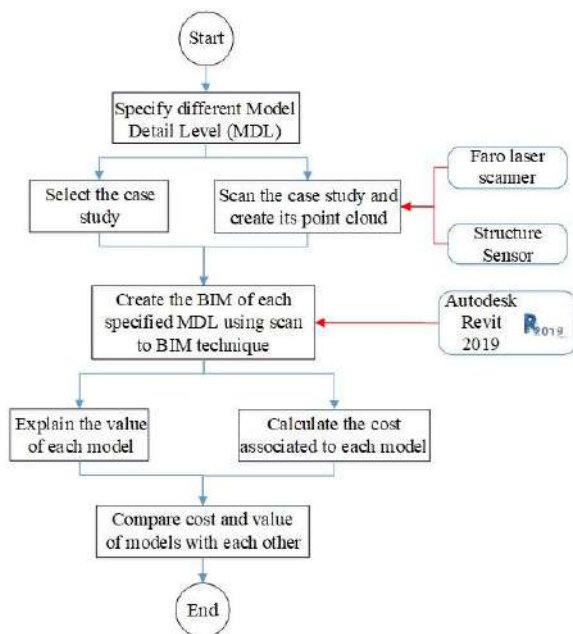 Start
Specify different Model
Detail Level (MDL)
Select the case
study
Scan the case study and
create its point cloud
Faro laser
scanner
Structure
Sensor
Create the BIM of each
specified MDL using scan
to BIM technique
Autodesk
Revit
2019
R2019
Explain the value
of each model
Calculate the cost
associated to each model
Compare cost and value
of models with each other
End